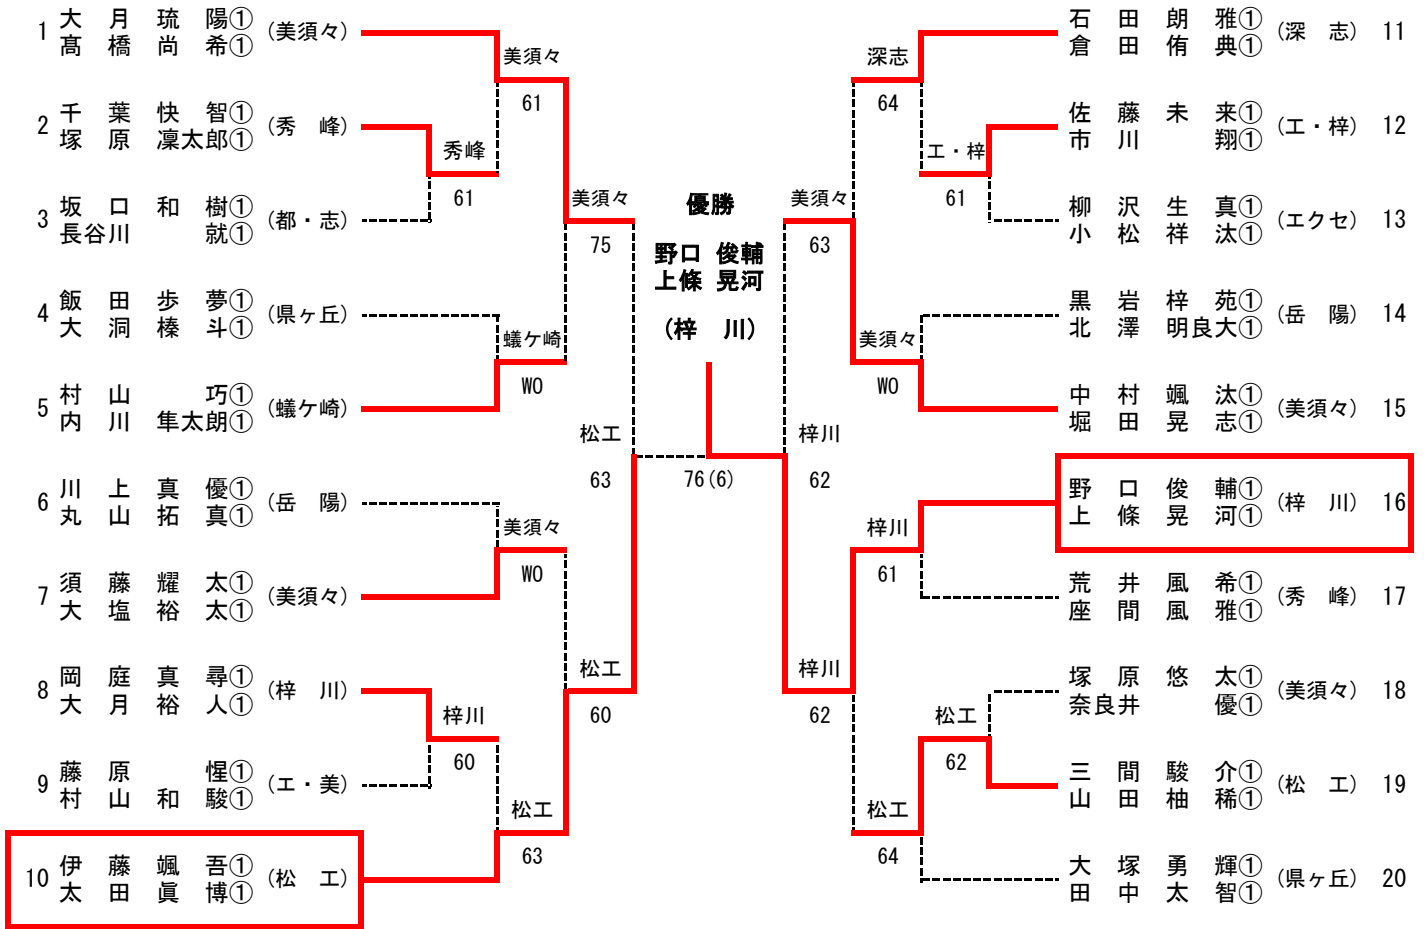 1 大月琉陽① (美須々)
髙橋尚希①
2 千葉快智① (秀 峰)
塚原凜太郎①
3 坂口和樹① (都・志)
長谷川就①
4 飯田歩夢① (県ヶ丘)
大洞榛斗①
5 村山巧① (蟻ケ崎)
内川隼太朗①
6 川上真優① (岳 陽)
丸山拓真①
7 須藤耀太① (美須々)
大塩裕太①
8 岡庭真尋① (梓 川)
大月裕人①
9 藤原惺① (エ・美)
村山和駿①
10 伊藤颯吾① (松 工)
太田眞博①
美須々
61
秀峰
61
美須々
75
蟻ケ崎
WO
松工
63
美須々
WO
松工
60
梓川
60
松工
63
優勝
野口 俊輔
上條 晃河
(梓 川)
76(6)
深志
64
エ・梓
61
美須々
63
美須々
WO
梓川
62
梓川
61
梓川
62
松工
62
松工
64
石田朗雅① (深 志) 11
倉田侑典①
佐藤未来① (エ・梓) 12
市川翔①
柳沢生真① (エクセ) 13
小松祥汰①
黒岩梓苑① (岳 陽) 14
北澤明良大①
中村颯汰① (美須々) 15
堀田晃志①
野口俊輔① (梓 川) 16
上條晃河①
荒井風希① (秀 峰) 17
座間風雅①
塚原悠太① (美須々) 18
奈良井優①
三間駿介① (松 工) 19
山田柚稀①
大塚勇輝① (県ヶ丘) 20
田中太智①